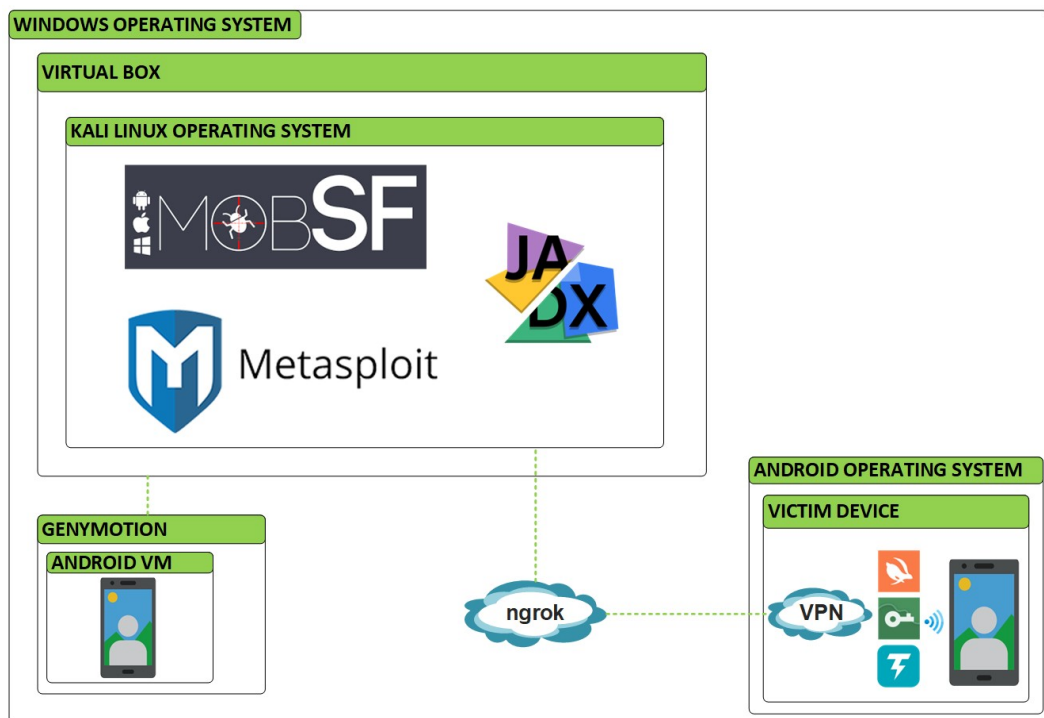 WINDOWS OPERATING SYSTEM
VIRTUAL BOX
KALI LINUX OPERATING SYSTEM
MOBSF
JA
DX
M
Metasploit
ANDROID OPERATING SYSTEM
VICTIM DEVICE
GENYMOTION
ANDROID VM
ngrok
VPN